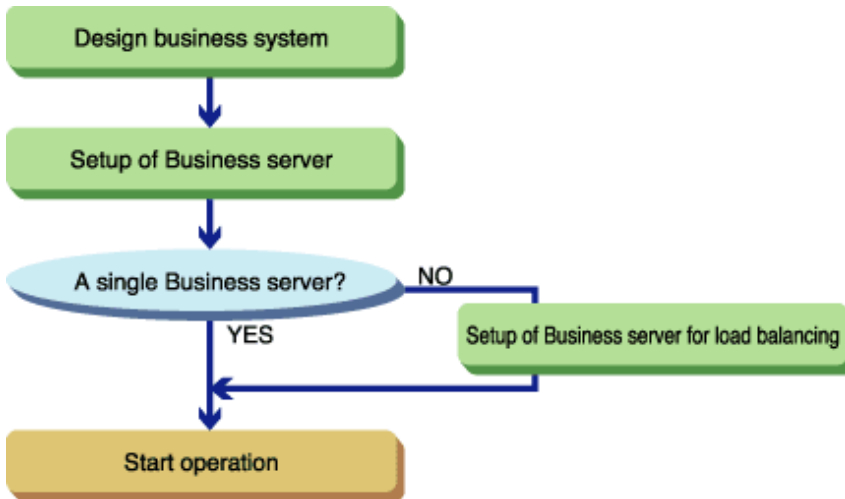 Design business system
Setup of Business server
A single Business server?
NO
YES
Setup of Business server for load balancing
Start operation